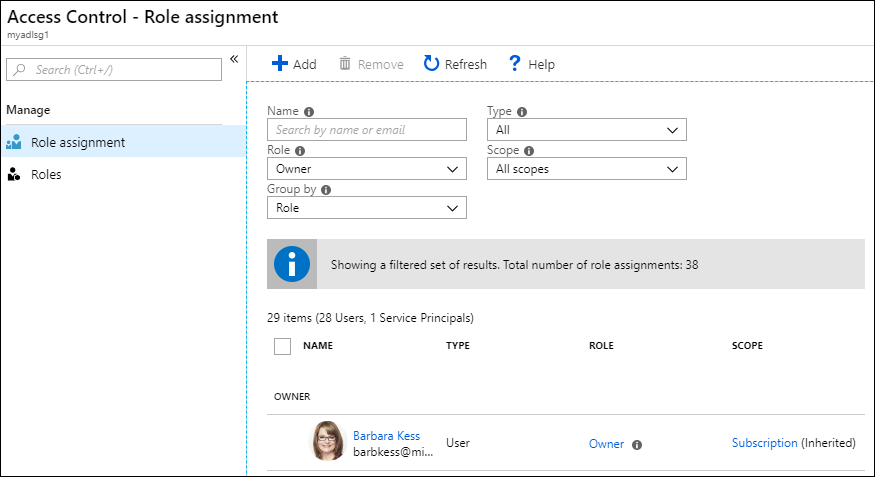 Access Control - Role assignment
myadlsg1
Search (Ctrl+/)
«
Add
Remove
Refresh
? Help
Manage
Role assignment
Roles
Name
Type
Search by name or email
All
Role
Scope
Owner
All scopes
Group by
Role
Showing a filtered set of results. Total number of role assignments: 38
29 items (28 Users, 1 Service Principals)
NAME TYPE ROLE SCOPE
OWNER
Barbara Kess
barbkess@mi...
User
Owner
Subscription (Inherited)